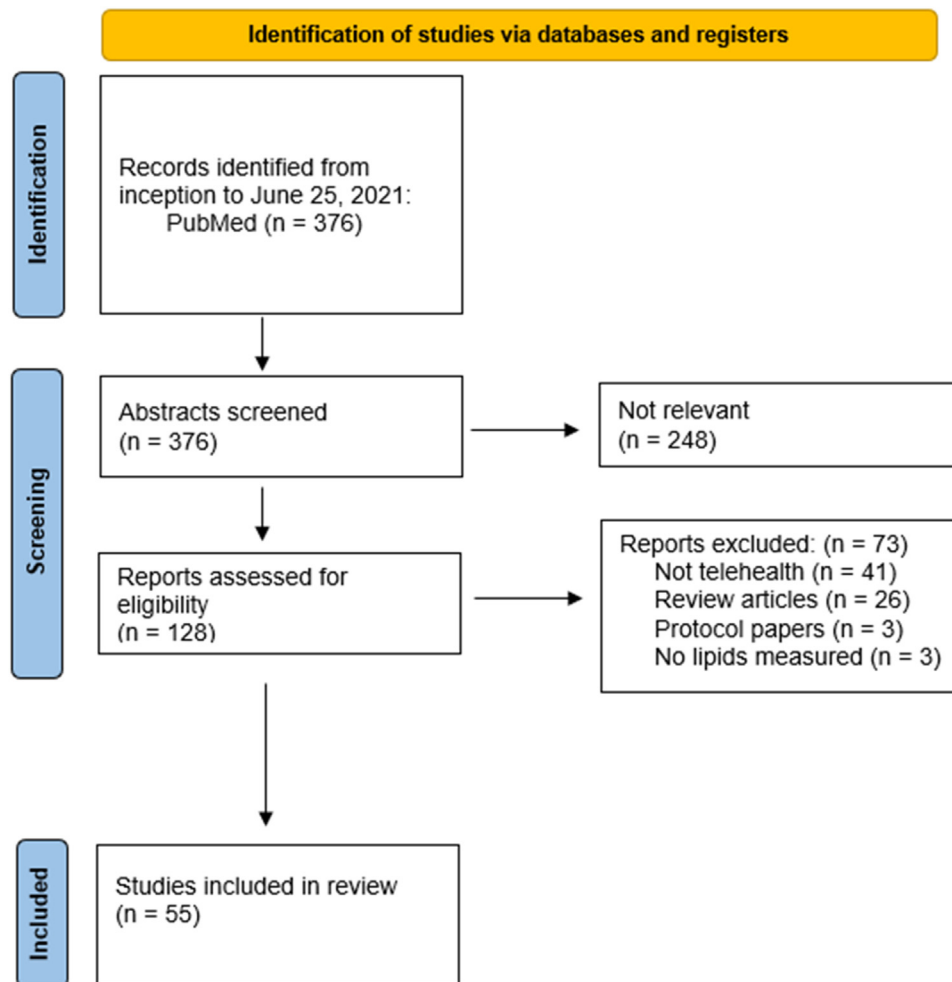 Identification of studies via databases and registers
Identification
Records identified from
inception to June 25, 2021:
PubMed (n = 376)
Screening
Abstracts screened
(n = 376)
Not relevant
(n = 248)
Reports assessed for
eligibility
(n = 128)
Reports excluded: (n = 73)
Not telehealth (n = 41)
Review articles (n = 26)
Protocol papers (n = 3)
No lipids measured (n = 3)
Included
Studies included in review
(n = 55)